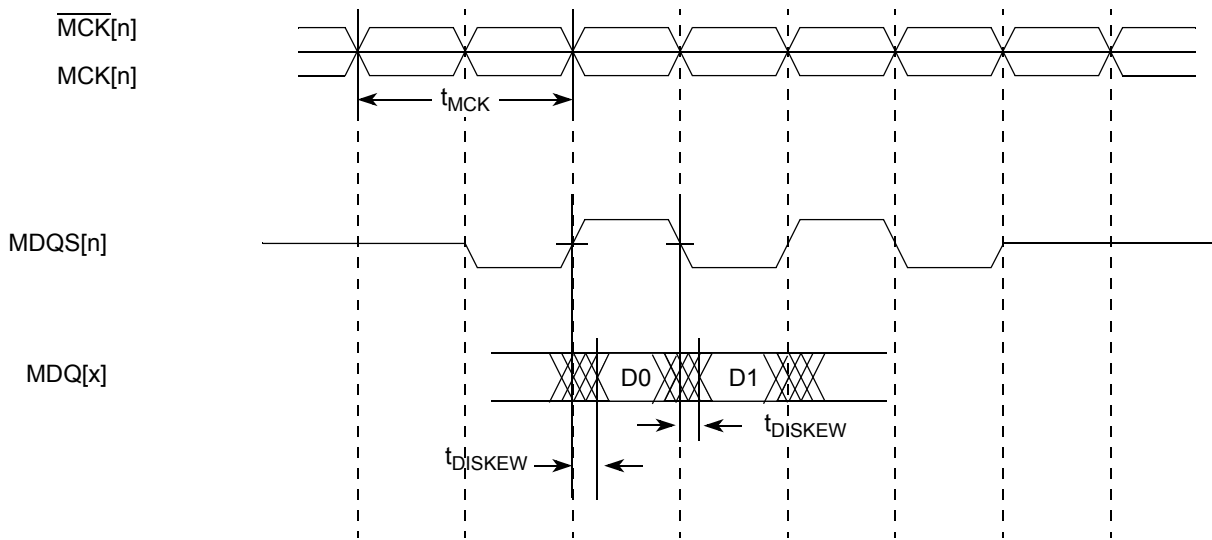 MCK[n]
MCK[n]
tMCK
MDQS[n]
MDQ[x]
D0
D1
tDISKEW
tDISKEW